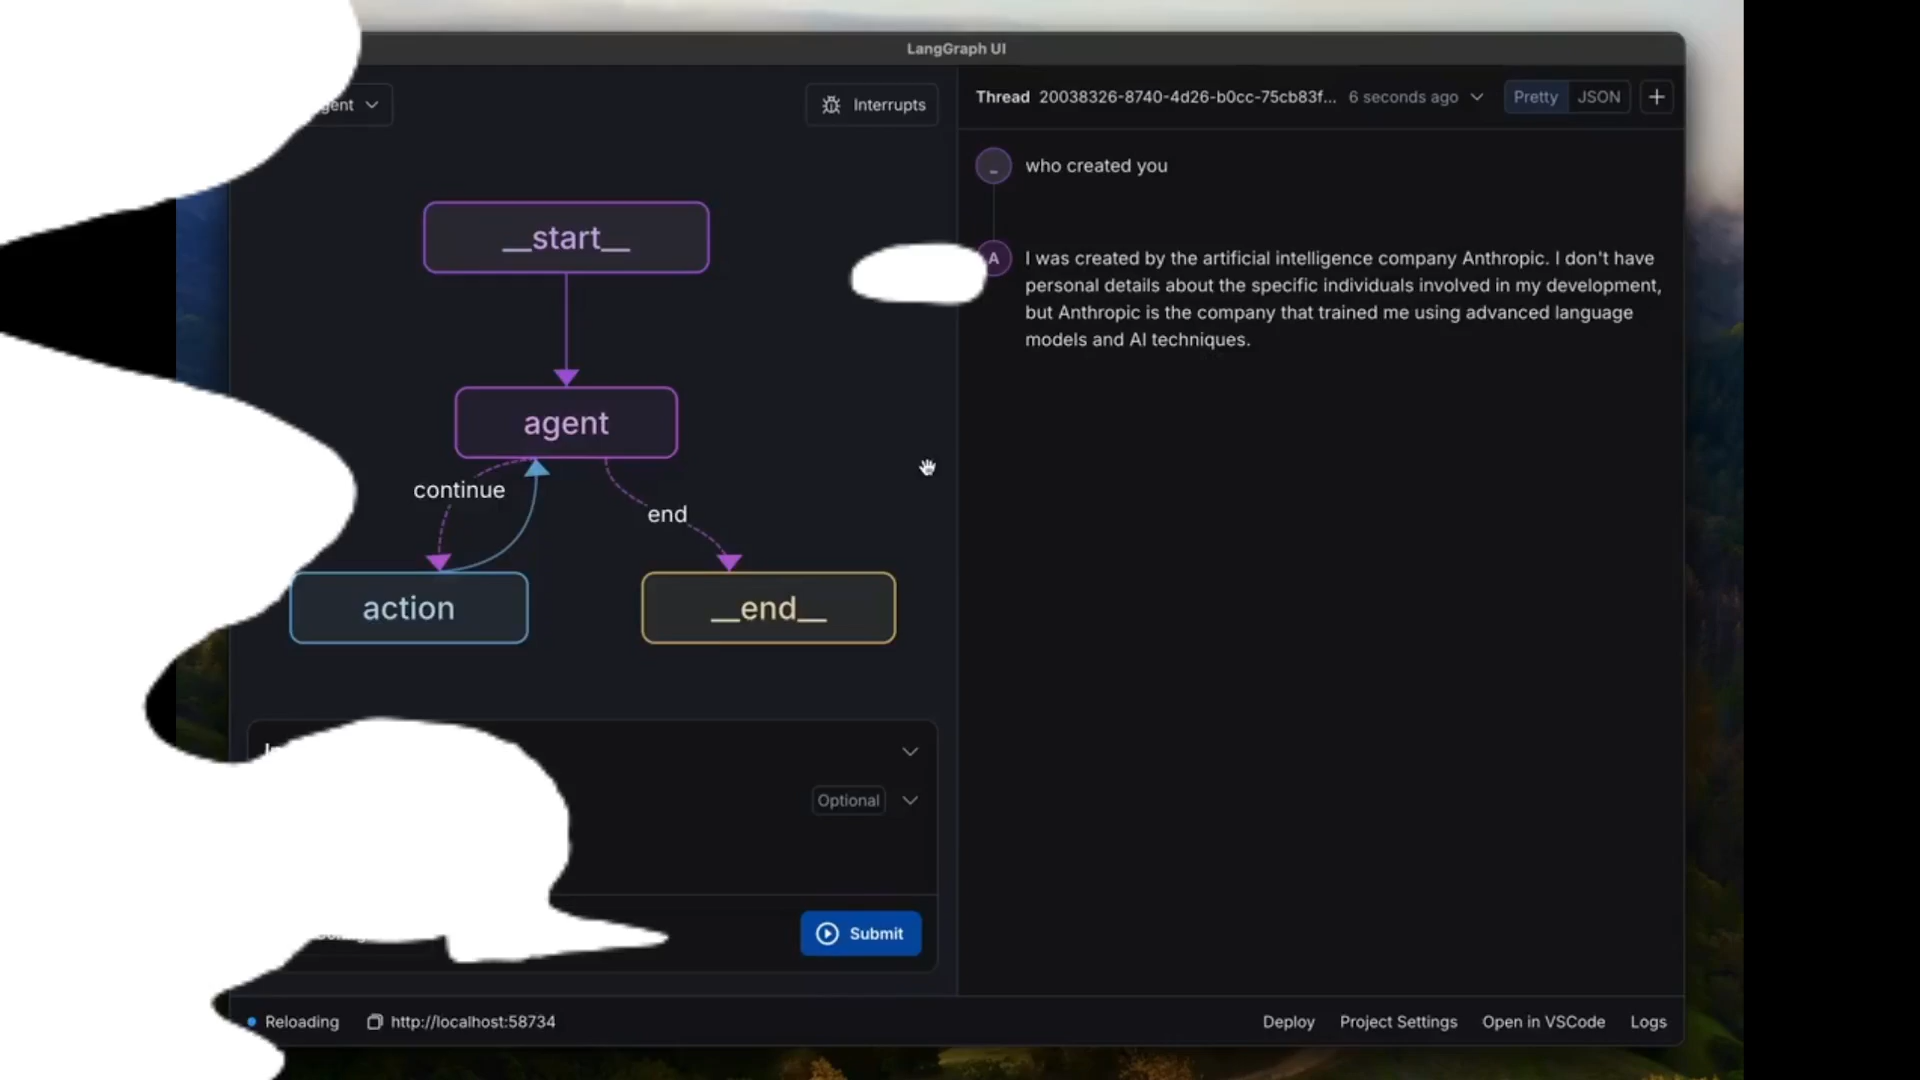 LangGraph UI
Interrupts
Thread 20038326-8740-4d26-b0cc-75cb83f... 6 seconds ago
Pretty JSON
who created you
A
I was created by the artificial intelligence company Anthropic. I don't have
personal details about the specific individuals involved in my development,
but Anthropic is the company that trained me using advanced language
models and AI techniques.
__start__
agent
continue
end
action
__end__
Optional
Submit
Reloading
http://localhost:58734
Deploy
Project Settings
Open in VSCode
Logs